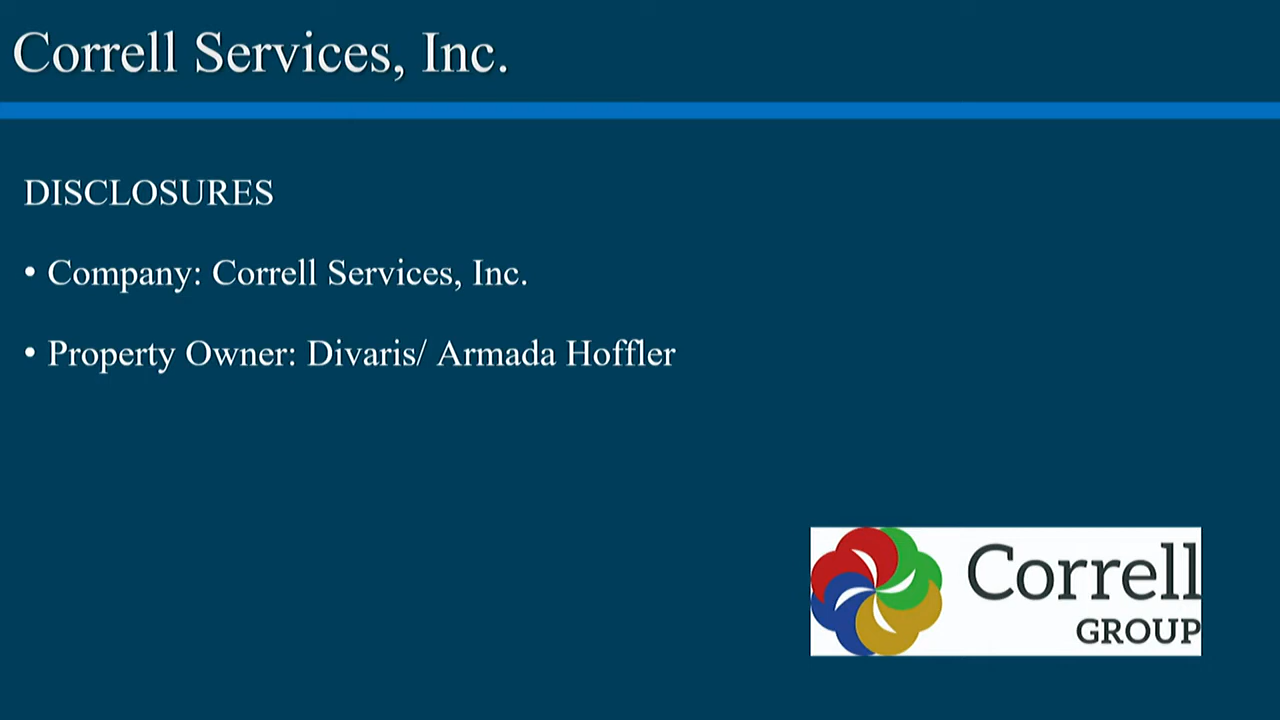 Correll Services, Inc.
DISCLOSURES
• Company: Correll Services, Inc.
• Property Owner: Divaris/ Armada Hoffler
Correll
GROUP